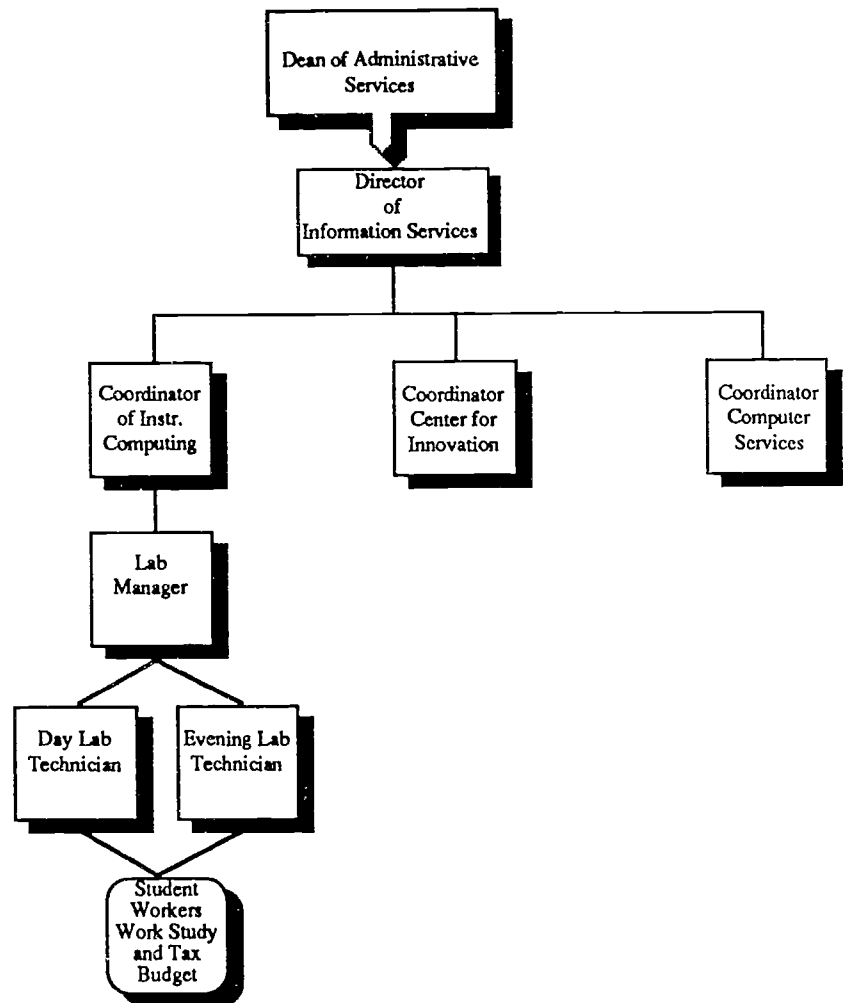 Dean of Administrative
Services
Director
of
Information Services
Coordinator
of Instr.
Computing
Coordinator
Center for
Innovation
Coordinator
Computer
Services
Lab
Manager
Day Lab
Technician
Evening Lab
Technician
Student
Workers
Work Study
and Tax
Budget